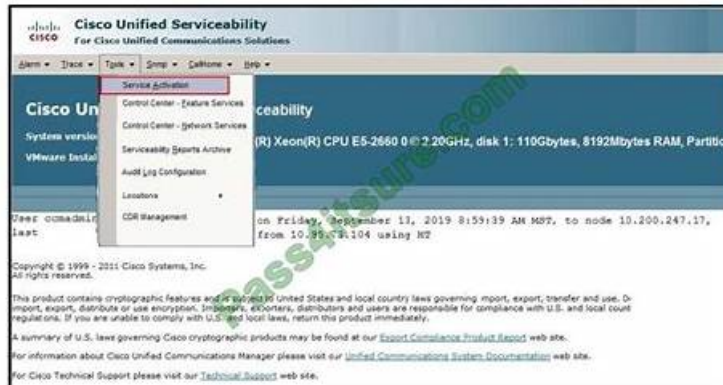 cisco
CISCO
Cisco Unified Serviceability
For Cisco Unified Communications Solutions
Alarm Trace Tools Snmp CallHome Help
Service Activation
Control Center - Feature Services
Control Center - Network Services
Serviceability Reports Archive
Audit Log Configuration
Locations
CDR Management
Cisco Un ceability
System versio (R) Xeon(R) CPU E5-2660 0 @ 2.20GHz, disk 1: 110Gbytes, 8192Mbytes RAM, Partitio
VMware Instal
User ccmadmin on Friday, September 13, 2019 8:59:39 AM MST, to node 10.200.247.17,
last from 10.95. .104 using HT
Copyright © 1999 - 2011 Cisco Systems, Inc.
All rights reserved.
This product contains cryptographic features and is subject to United States and local country laws governing import, export, transfer and use. D
import, export, distribute or use encryption. Importers, exporters, distributors and users are responsible for compliance with U.S. and local count
regulations. If you are unable to comply with U.S. and local laws, return this product immediately.
A summary of U.S. laws governing Cisco cryptographic products may be found at our Export Compliance Product Report web site.
For information about Cisco Unified Communications Manager please visit our Unified Communications System Documentation web site.
For Cisco Technical Support please visit our Technical Support web site.
Pass4itsure.com